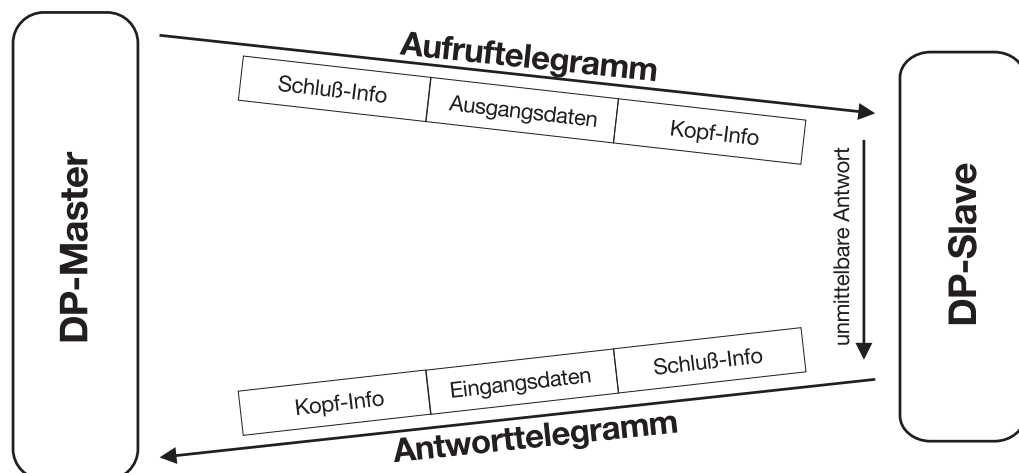 DP-Master
Aufruftelegramm
Schluß-Info
Ausgangsdaten
Kopf-Info
unmittelbare Antwort
DP-Slave
Kopf-Info
Eingangsdaten
Schluß-Info
Antworttelegramm